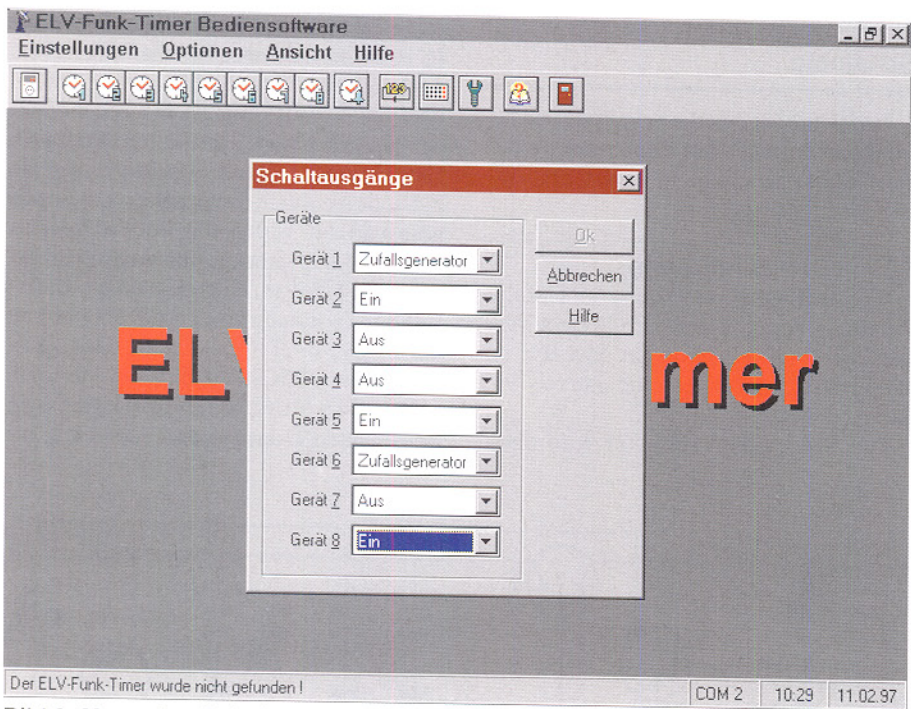 ELV-Funk-Timer Bediensoftware
Einstellungen Optionen Ansicht Hilfe
123
Schaltausgänge
Geräte
Gerät 1 Zufallsgenerator
Gerät 2 Ein
Gerät 3 Aus
Gerät 4 Aus
Gerät 5 Ein
Gerät 6 Zufallsgenerator
Gerät 7 Aus
Gerät 8 Ein
Ok
Abbrechen
Hilfe
EL
mer
Der ELV-Funk-Timer wurde nicht gefunden !
COM 2 10:29 11.02.97